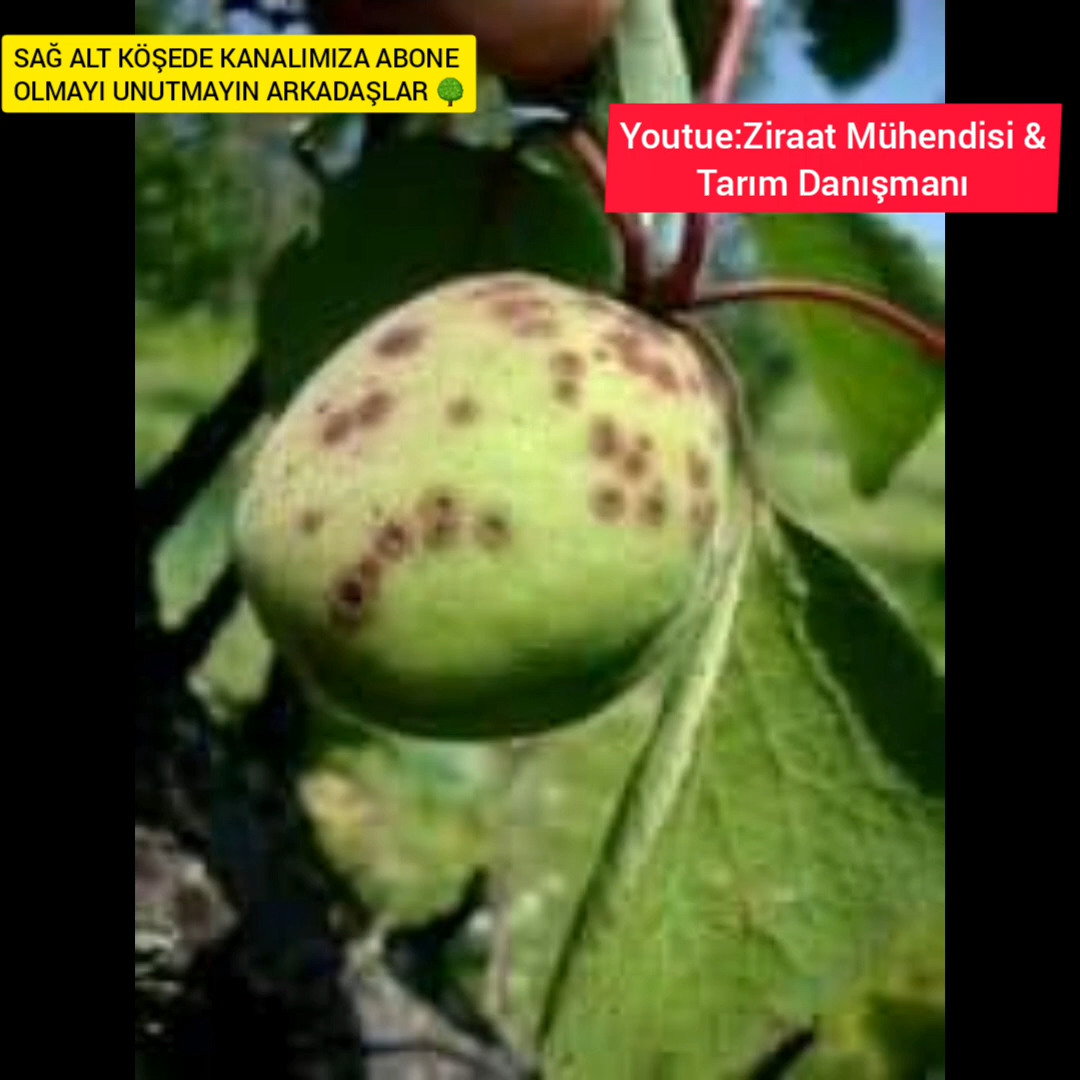 SAĞ ALT KÖŞEDE KANALIMIZA ABONE
OLMAYI UNUTMAYIN ARKADAŞLAR 🌳
Youtue:Ziraat Mühendisi &
Tarım Danışmanı